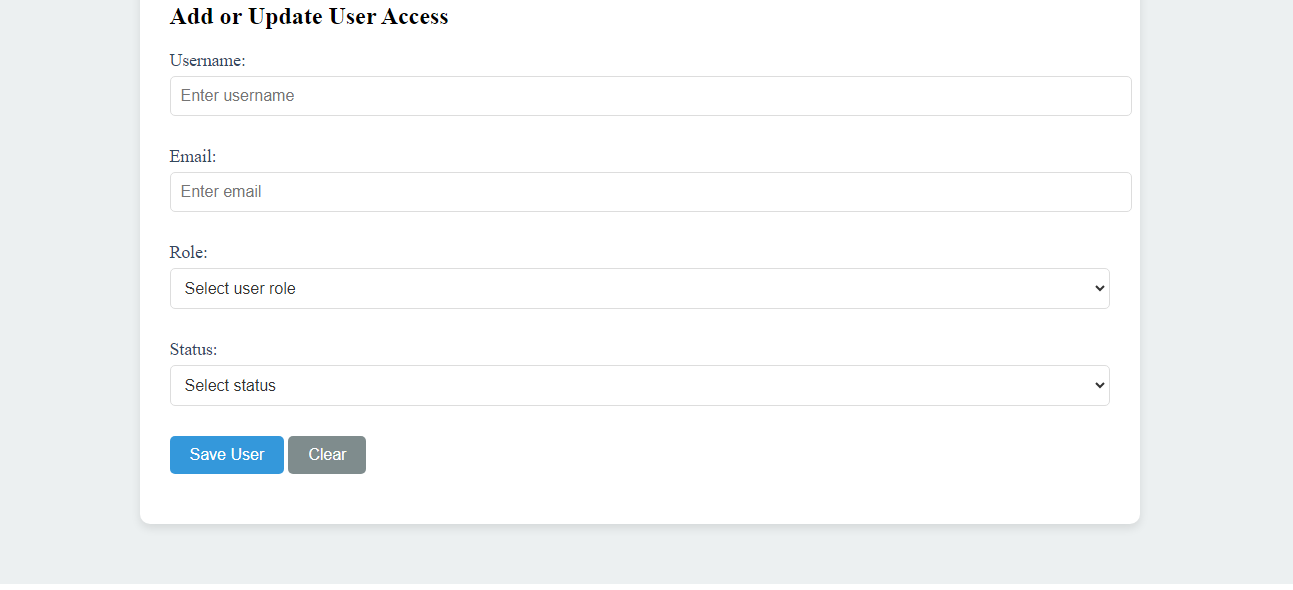 Add or Update User Access
Username:
Enter username
Email:
Enter email
Role:
Select user role
Status:
Select status
Save User Clear